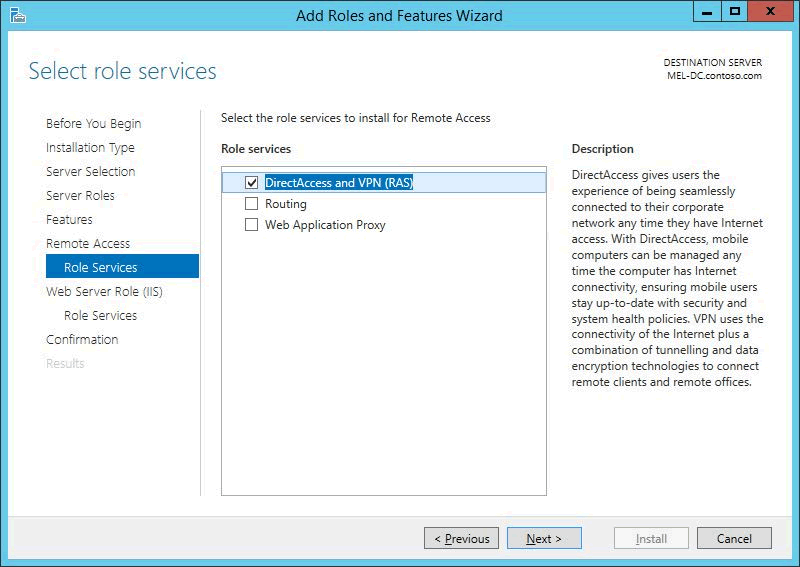 Add Roles and Features Wizard
Select role services
DESTINATION SERVER
MEL-DC.contoso.com
Before You Begin
Installation Type
Server Selection
Server Roles
Features
Remote Access
Role Services
Web Server Role (IIS)
Role Services
Confirmation
Results
Select the role services to install for Remote Access
Role services
DirectAccess and VPN (RAS)
Routing
Web Application Proxy
Description
DirectAccess gives users the
experience of being seamlessly
connected to their corporate
network any time they have Internet
access. With DirectAccess, mobile
computers can be managed any
time the computer has Internet
connectivity, ensuring mobile users
stay up-to-date with security and
system health policies. VPN uses the
connectivity of the Internet plus a
combination of tunnelling and data
encryption technologies to connect
remote clients and remote offices.
< Previous
Next >
Install
Cancel